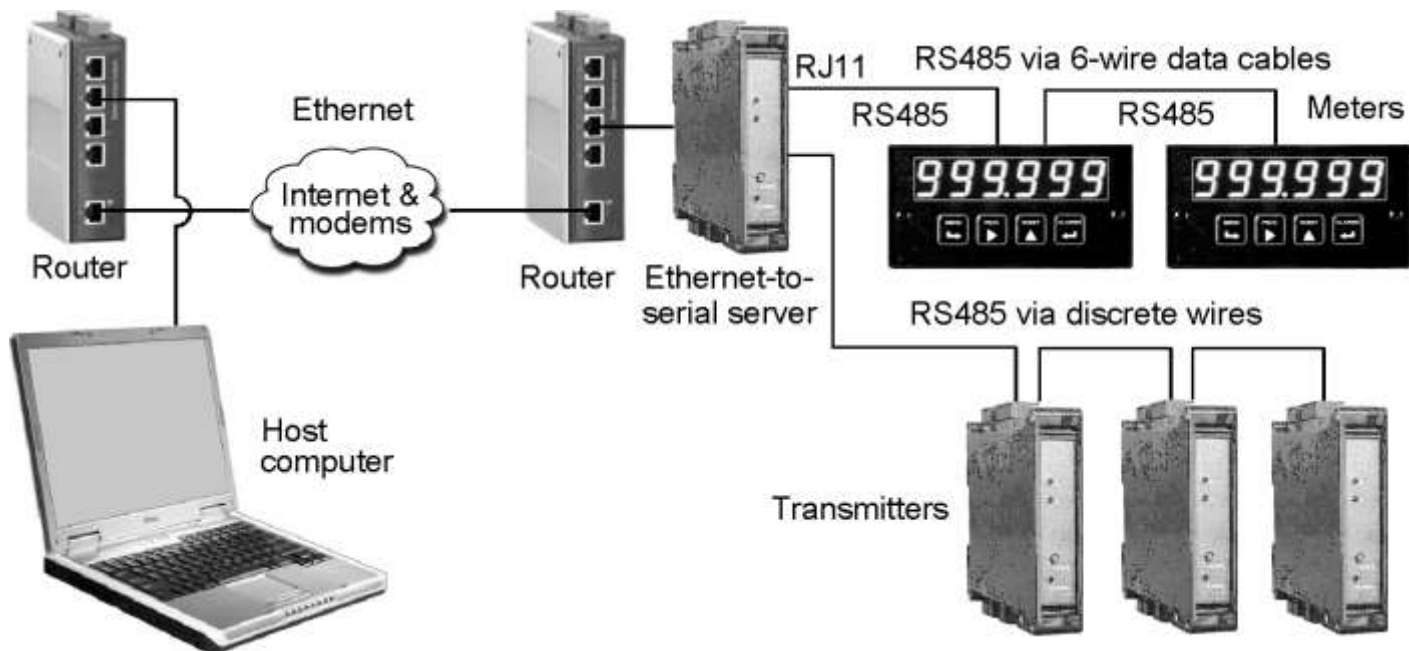 RJ11
RS485 via 6-wire data cables
Ethernet
RS485
RS485
Meters
999.999
999.999
Internet &
modems
Router
Router
Ethernet-to-
serial server
RS485 via discrete wires
Host
computer
Transmitters